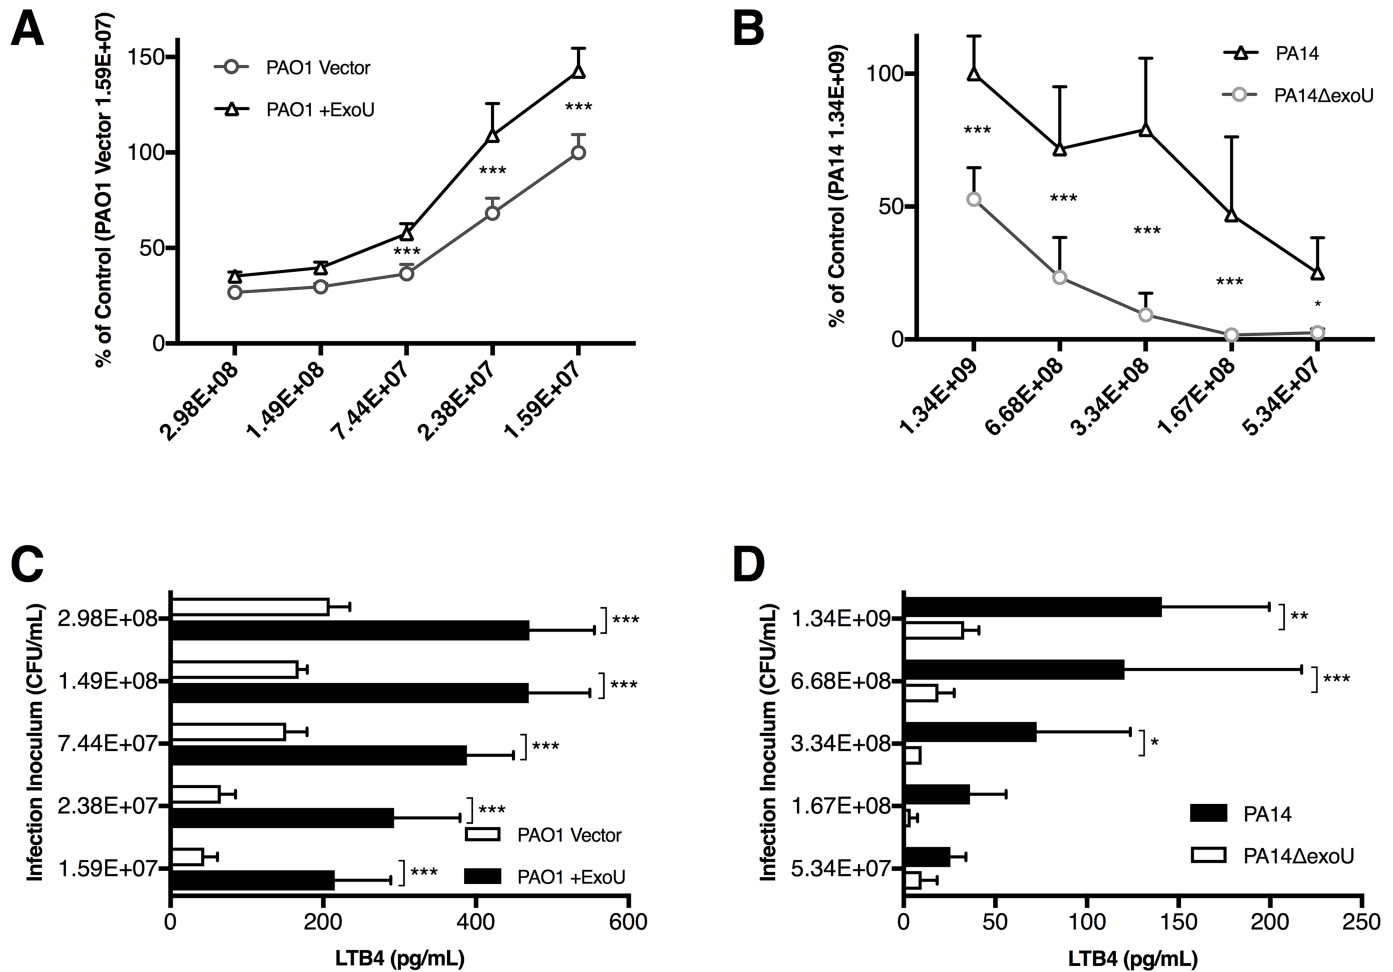 A
% of Control (PAO1 Vector 1.59E+07)
150
100
50
0
PAO1 Vector
PAO1 +ExoU
***
***
***
2.98E+08
1.49E+08
7.44E+07
2.38E+07
1.59E+07
B
% of Control (PA14 1.34E+09)
100
50
0
PA14
PA14ΔexoU
***
***
***
***
*
1.34E+09
6.68E+08
3.34E+08
1.67E+08
5.34E+07
C
Infection Inoculum (CFU/mL)
2.98E+08
1.49E+08
7.44E+07
2.38E+07
1.59E+07
***
***
***
***
***
PAO1 Vector
PAO1 +ExoU
0
200
400
600
LTB4 (pg/mL)
D
Infection Inoculum (CFU/mL)
1.34E+09
6.68E+08
3.34E+08
1.67E+08
5.34E+07
**
***
*
PA14
PA14ΔexoU
0
50
100
150
200
250
LTB4 (pg/mL)